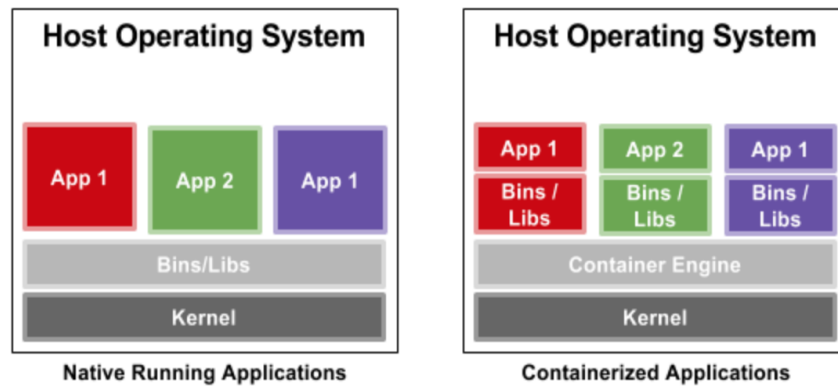 Host Operating System
App 1
App 2
App 1
Bins/Libs
Kernel
Native Running Applications
Host Operating System
App 1
App 2
App 1
Bins /
Libs
Bins /
Libs
Bins /
Libs
Container Engine
Kernel
Containerized Applications